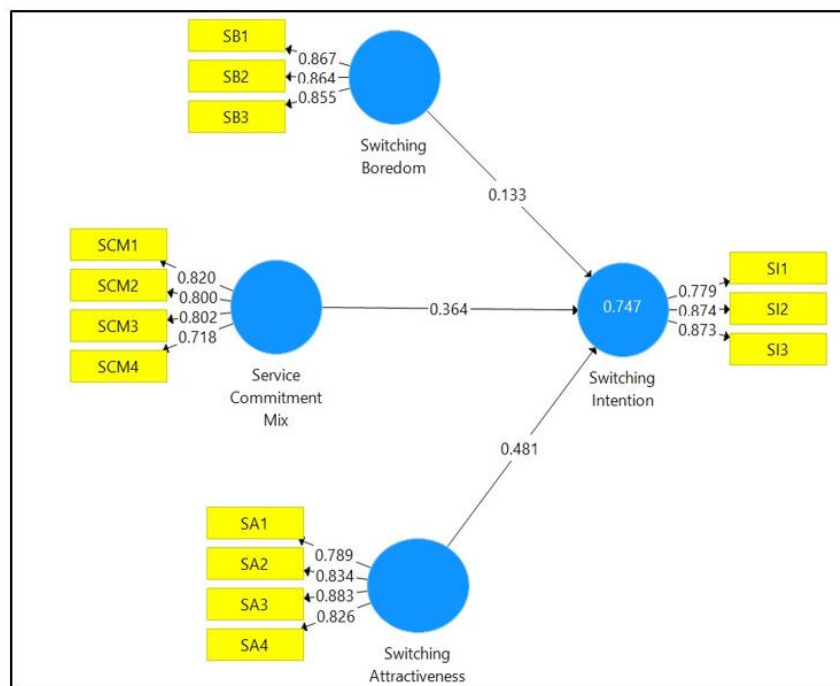 SB1
0.867
SB2
0.864
SB3
0.855
Switching
Boredom
0.133
SCM1
0.820
SCM2
0.800
SCM3
0.802
SCM4
0.718
Service
Commitment
Mix
0.364
0.747
Switching
Intention
SI1
0.779
SI2
0.874
SI3
0.873
0.481
SA1
0.789
SA2
0.834
SA3
0.883
SA4
0.826
Switching
Attractiveness